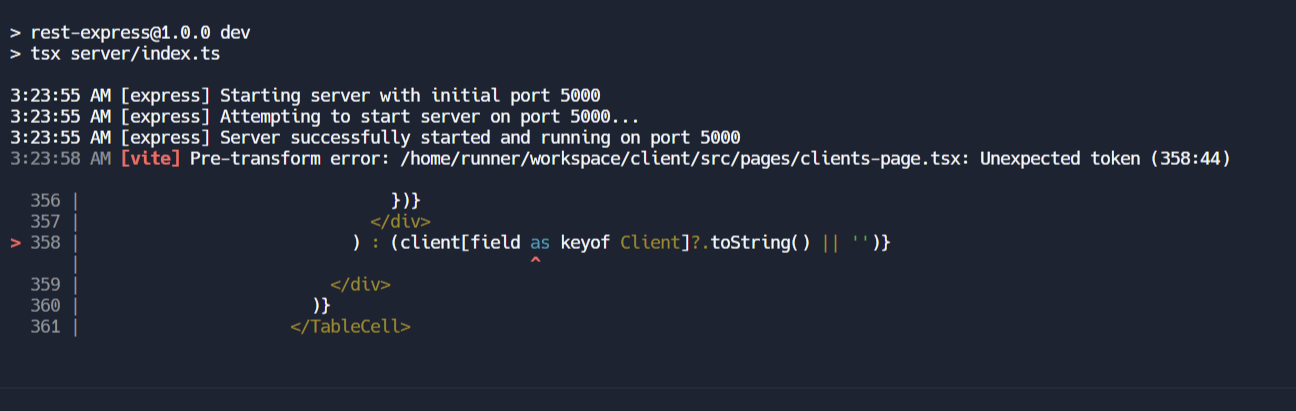 > rest-express@1.0.0 dev
> tsx server/index.ts
3:23:55 AM [express] Starting server with initial port 5000
3:23:55 AM [express] Attempting to start server on port 5000...
3:23:55 AM [express] Server successfully started and running on port 5000
3:23:58 AM [vite] Pre-transform error: /home/runner/workspace/client/src/pages/clients-page.tsx: Unexpected token (358:44)
  356 |                               })}
  357 |                             </div>
> 358 |                           ) : (client[field as keyof Client]?.toString() || '')}
      |                                             ^
  359 |                         </div>
  360 |                       )}
  361 |                     </TableCell>